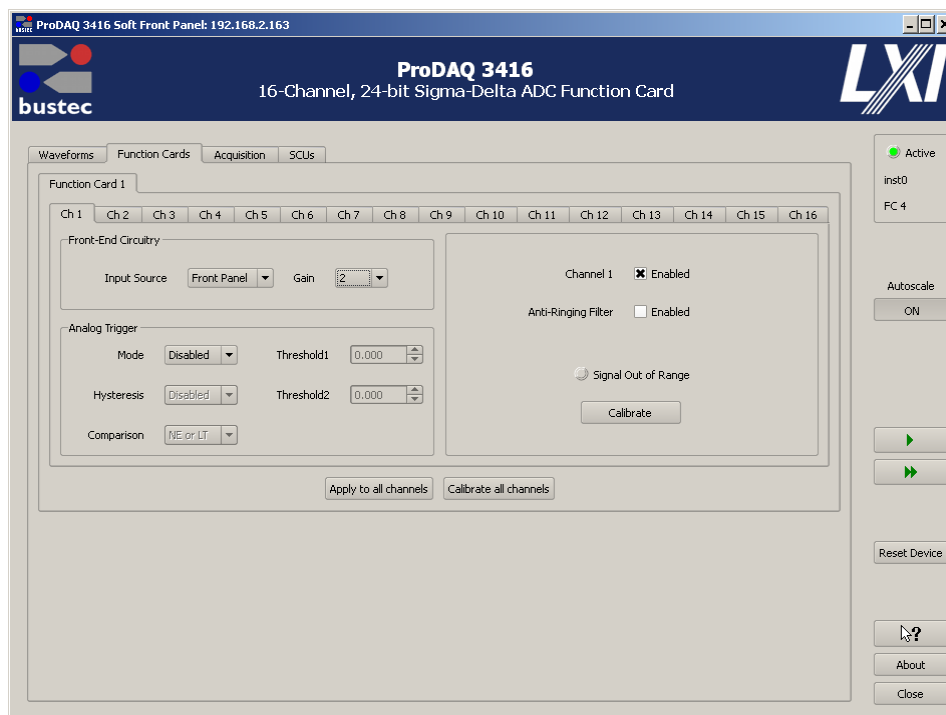 ProDAQ 3416 Soft Front Panel: 192.168.2.163
bustec
ProDAQ 3416
16-Channel, 24-bit Sigma-Delta ADC Function Card
LXI
Waveforms Function Cards Acquisition SCUs
Function Card 1
Ch 1 Ch 2 Ch 3 Ch 4 Ch 5 Ch 6 Ch 7 Ch 8 Ch 9 Ch 10 Ch 11 Ch 12 Ch 13 Ch 14 Ch 15 Ch 16
Front-End Circuitry
Input Source Front Panel Gain 2
Analog Trigger
Mode Disabled Threshold1 0.000
Hysteresis Disabled Threshold2 0.000
Comparison NE or LT
Channel 1 Enabled
Anti-Ringing Filter Enabled
Signal Out of Range
Calibrate
Apply to all channels Calibrate all channels
Active
inst0
FC 4
Autoscale
ON
Reset Device
?
About
Close